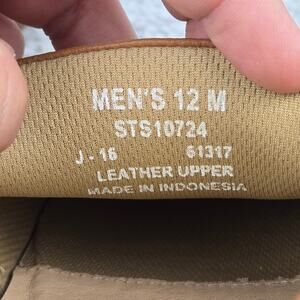 MEN'S 12 M
STS10724
J-16 61317
LEATHER UPPER
MADE IN INDONESIA